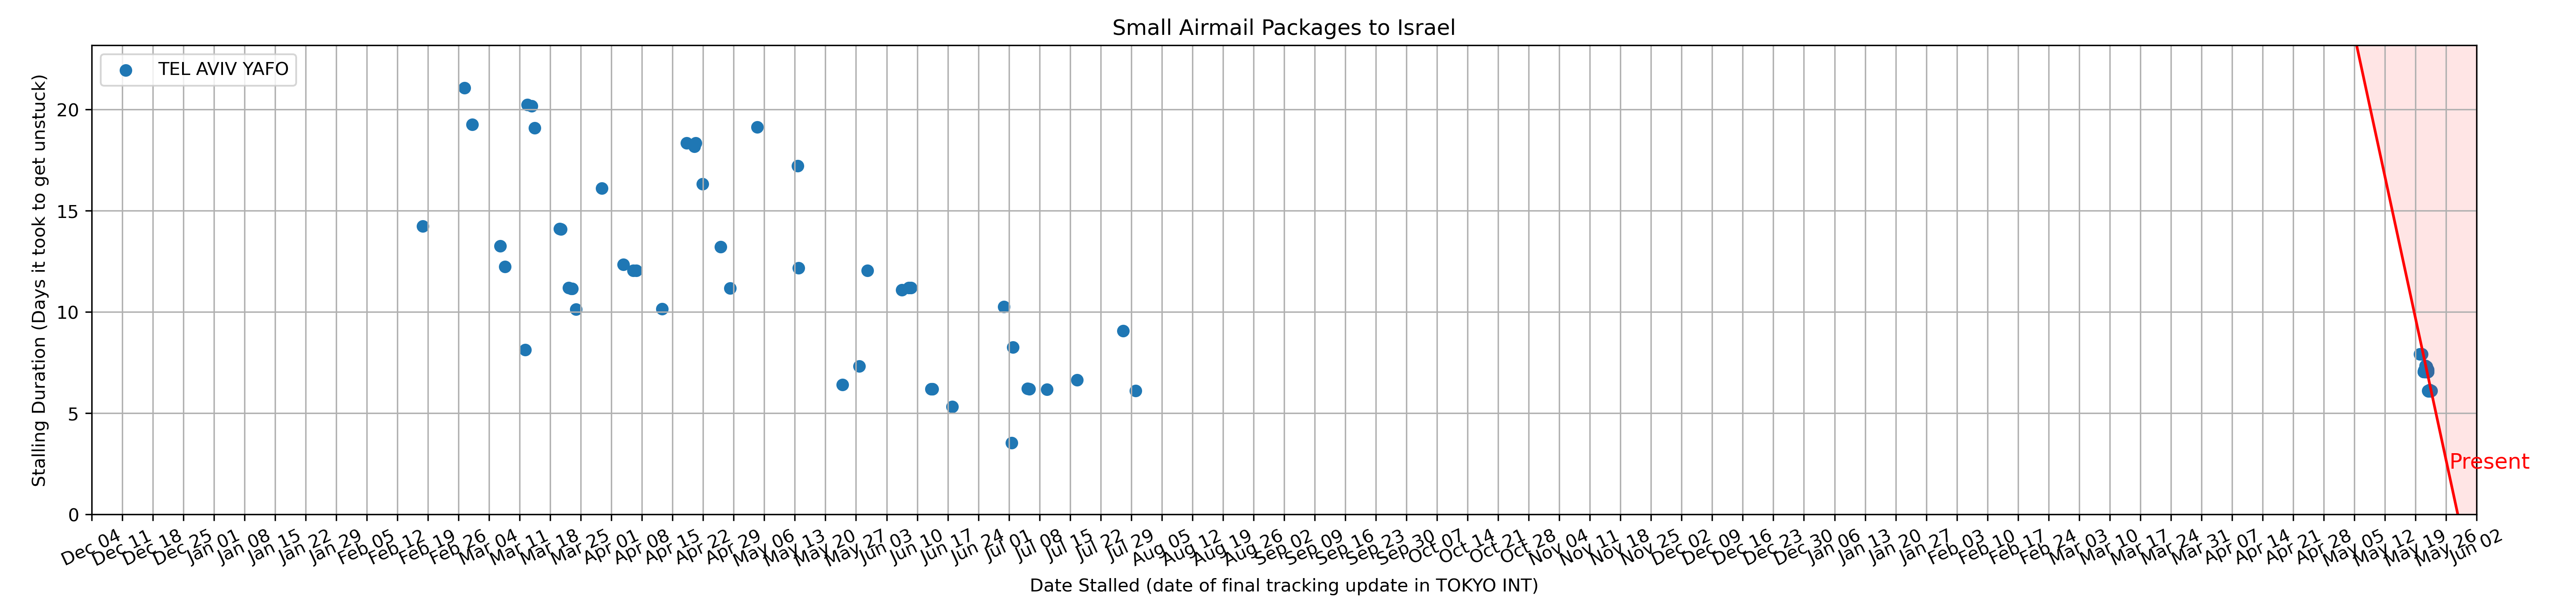 Small Airmail Packages to Israel
TEL AVIV YAFO
Stalling Duration (Days it took to get unstuck)
20
15
10
5
0
Present
Dec 04 Dec 11 Dec 18 Dec 25 Jan 01 Jan 08 Jan 15 Jan 22 Jan 29 Feb 05 Feb 12 Feb 19 Feb 26 Mar 04 Mar 11 Mar 18 Mar 25 Apr 01 Apr 08 Apr 15 Apr 22 Apr 29 May 06 May 13 May 20 May 27 Jun 03 Jun 10 Jun 17 Jun 24 Jul 01 Jul 08 Jul 15 Jul 22 Jul 29 Aug 05 Aug 12 Aug 19 Aug 26 Sep 02 Sep 09 Sep 16 Sep 23 Sep 30 Oct 07 Oct 14 Oct 21 Oct 28 Nov 04 Nov 11 Nov 18 Nov 25 Dec 02 Dec 09 Dec 16 Dec 23 Dec 30 Jan 06 Jan 13 Jan 20 Jan 27 Feb 03 Feb 10 Feb 17 Feb 24 Mar 03 Mar 10 Mar 17 Mar 24 Mar 31 Apr 07 Apr 14 Apr 21 Apr 28 May 05 May 12 May 19 May 26 Jun 02
Date Stalled (date of final tracking update in TOKYO INT)